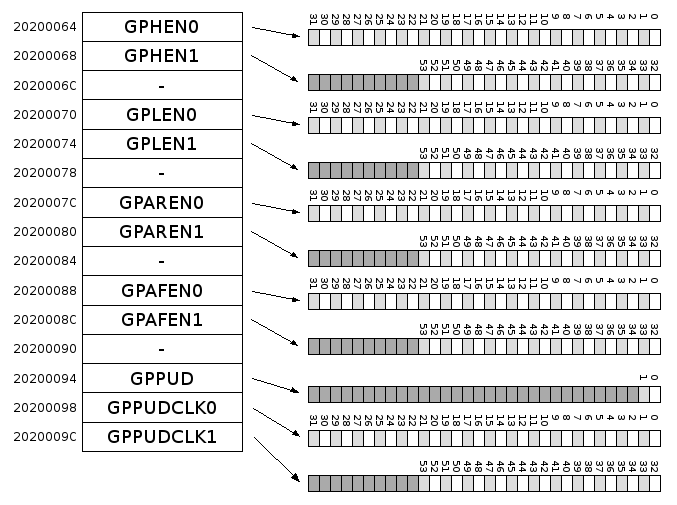 20200064 GPHEN0
31 30 29 28 27 26 25 24 23 22 21 20 19 18 17 16 15 14 13 12 11 10 9 8 7 6 5 4 3 2 1 0
20200068 GPHEN1
53 52 51 50 49 48 47 46 45 44 43 42 41 40 39 38 37 36 35 34 33 32
2020006C -
20200070 GPLEN0
31 30 29 28 27 26 25 24 23 22 21 20 19 18 17 16 15 14 13 12 11 10 9 8 7 6 5 4 3 2 1 0
20200074 GPLEN1
53 52 51 50 49 48 47 46 45 44 43 42 41 40 39 38 37 36 35 34 33 32
20200078 -
2020007C GPAREN0
31 30 29 28 27 26 25 24 23 22 21 20 19 18 17 16 15 14 13 12 11 10 9 8 7 6 5 4 3 2 1 0
20200080 GPAREN1
53 52 51 50 49 48 47 46 45 44 43 42 41 40 39 38 37 36 35 34 33 32
20200084 -
20200088 GPAFEN0
31 30 29 28 27 26 25 24 23 22 21 20 19 18 17 16 15 14 13 12 11 10 9 8 7 6 5 4 3 2 1 0
2020008C GPAFEN1
53 52 51 50 49 48 47 46 45 44 43 42 41 40 39 38 37 36 35 34 33 32
20200090 -
20200094 GPPUD
1 0
20200098 GPPUDCLK0
31 30 29 28 27 26 25 24 23 22 21 20 19 18 17 16 15 14 13 12 11 10 9 8 7 6 5 4 3 2 1 0
2020009C GPPUDCLK1
53 52 51 50 49 48 47 46 45 44 43 42 41 40 39 38 37 36 35 34 33 32